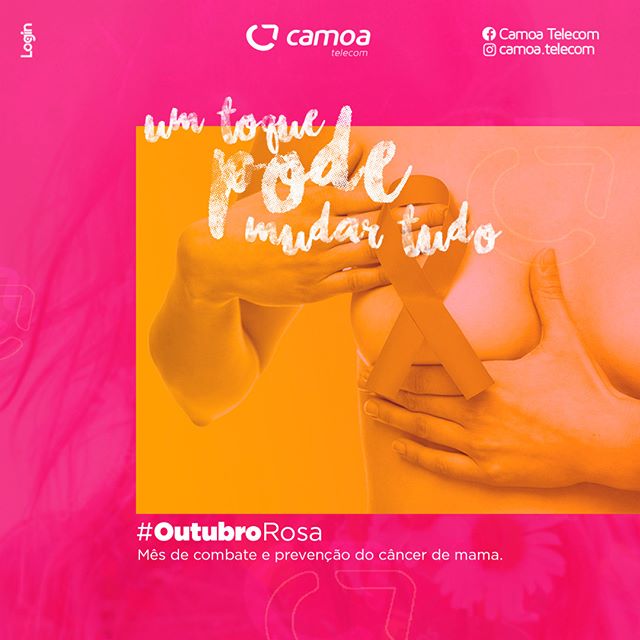 Login
camoa
telecom
Camoa Telecom
camoa.telecom
um toque
pode
mudar tudo
#OutubroRosa
Mês de combate e prevenção do câncer de mama.